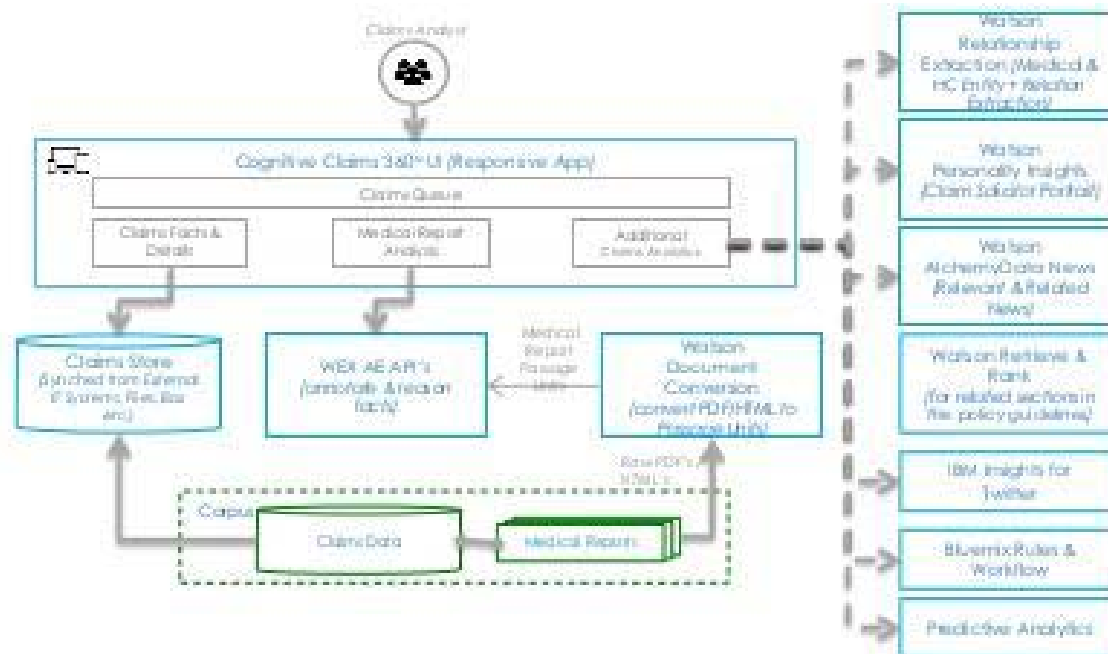 Claims Analyst
Cognitive Claims 360° UI (Responsive App)
Claims Queue
Claims Facts &
Details
Medical Report
Analysis
Additional
Claims Analytics
Claims Store
(Synched from External
IT Systems, Files, Box
etc.)
WEX AE API's
(annotate & reason
facts)
Medical
Report
Passage
Units
Watson
Document
Conversion
(convert PDF/HTML to
Passage Units)
Raw PDF's /
HTML's
Corpus
Claims Data
Medical Reports
Watson
Relationship
Extraction (Medical &
HC Entity + Relation
Extraction)
Watson
Personality Insights
(Claim Solicitor Portfolio)
Watson
AlchemyData News
(Relevant & Related
News)
Watson Retrieve &
Rank
(for related sections in
the policy guidelines)
IBM Insights for
Twitter
Bluemix Rules &
Workflow
Predictive Analytics